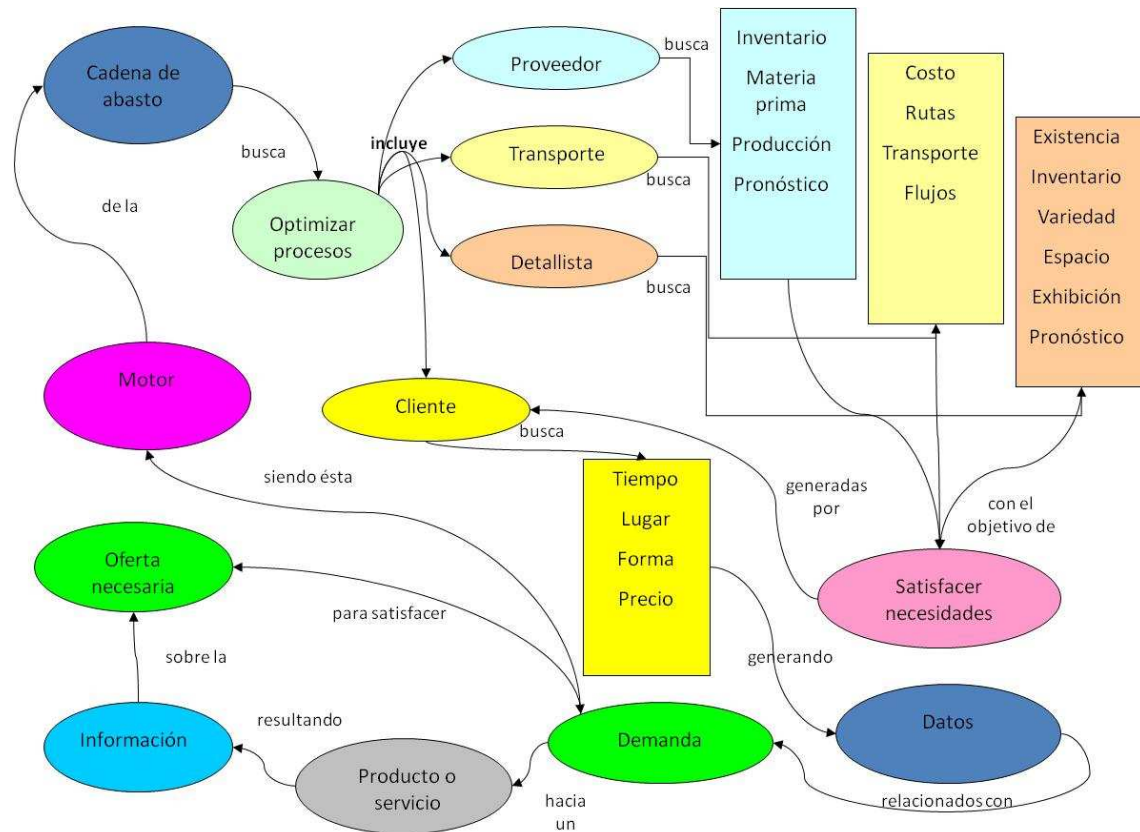 Cadena de
abasto
busca
Optimizar
procesos
incluye
Proveedor
busca
Inventario
Materia
prima
Producción
Pronóstico
Transporte
busca
Costo
Rutas
Transporte
Flujos
Detallista
busca
Existencia
Inventario
Variedad
Espacio
Exhibición
Pronóstico
de la
Motor
Cliente
busca
Tiempo
Lugar
Forma
Precio
generadas
por
con el
objetivo de
Satisfacer
necesidades
siendo ésta
Oferta
necesaria
para satisfacer
generando
sobre la
Información
resultando
Producto o
servicio
hacia
un
Demanda
Datos
relacionados con